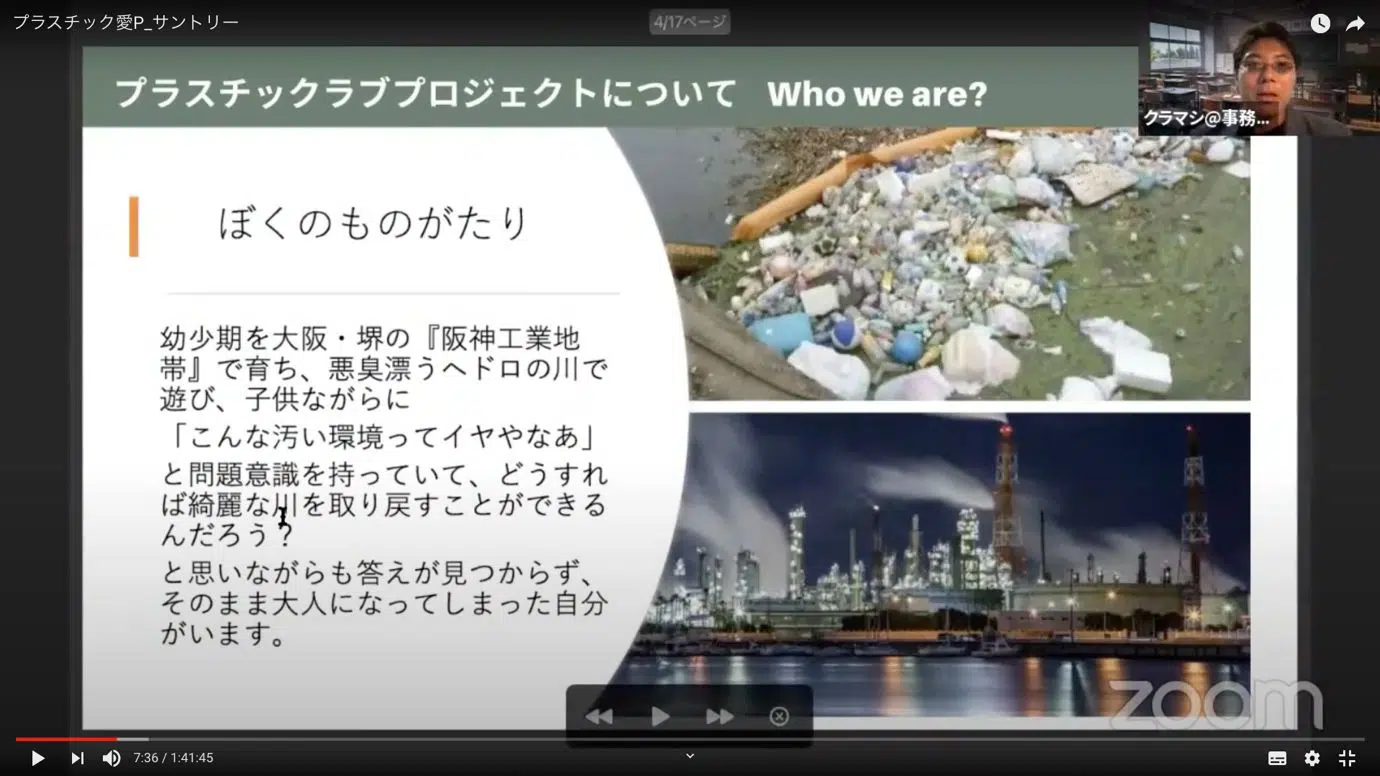 プラスチック愛P_サントリー
4/17ページ
プラスチックラブプロジェクトについて Who we are?
クラマシ@事務...
ぼくのものがたり
幼少期を大阪・堺の『阪神工業地
帯』で育ち、悪臭漂うヘドロの川で
遊び、子供ながらに
「こんな汚い環境ってイヤやなあ」
と問題意識を持っていて、どうすれ
ば綺麗な川を取り戻すことができる
んだろう？
と思いながらも答えが見つからず、
そのまま大人になってしまった自分
がいます。
zoom
7:36 / 1:41:45